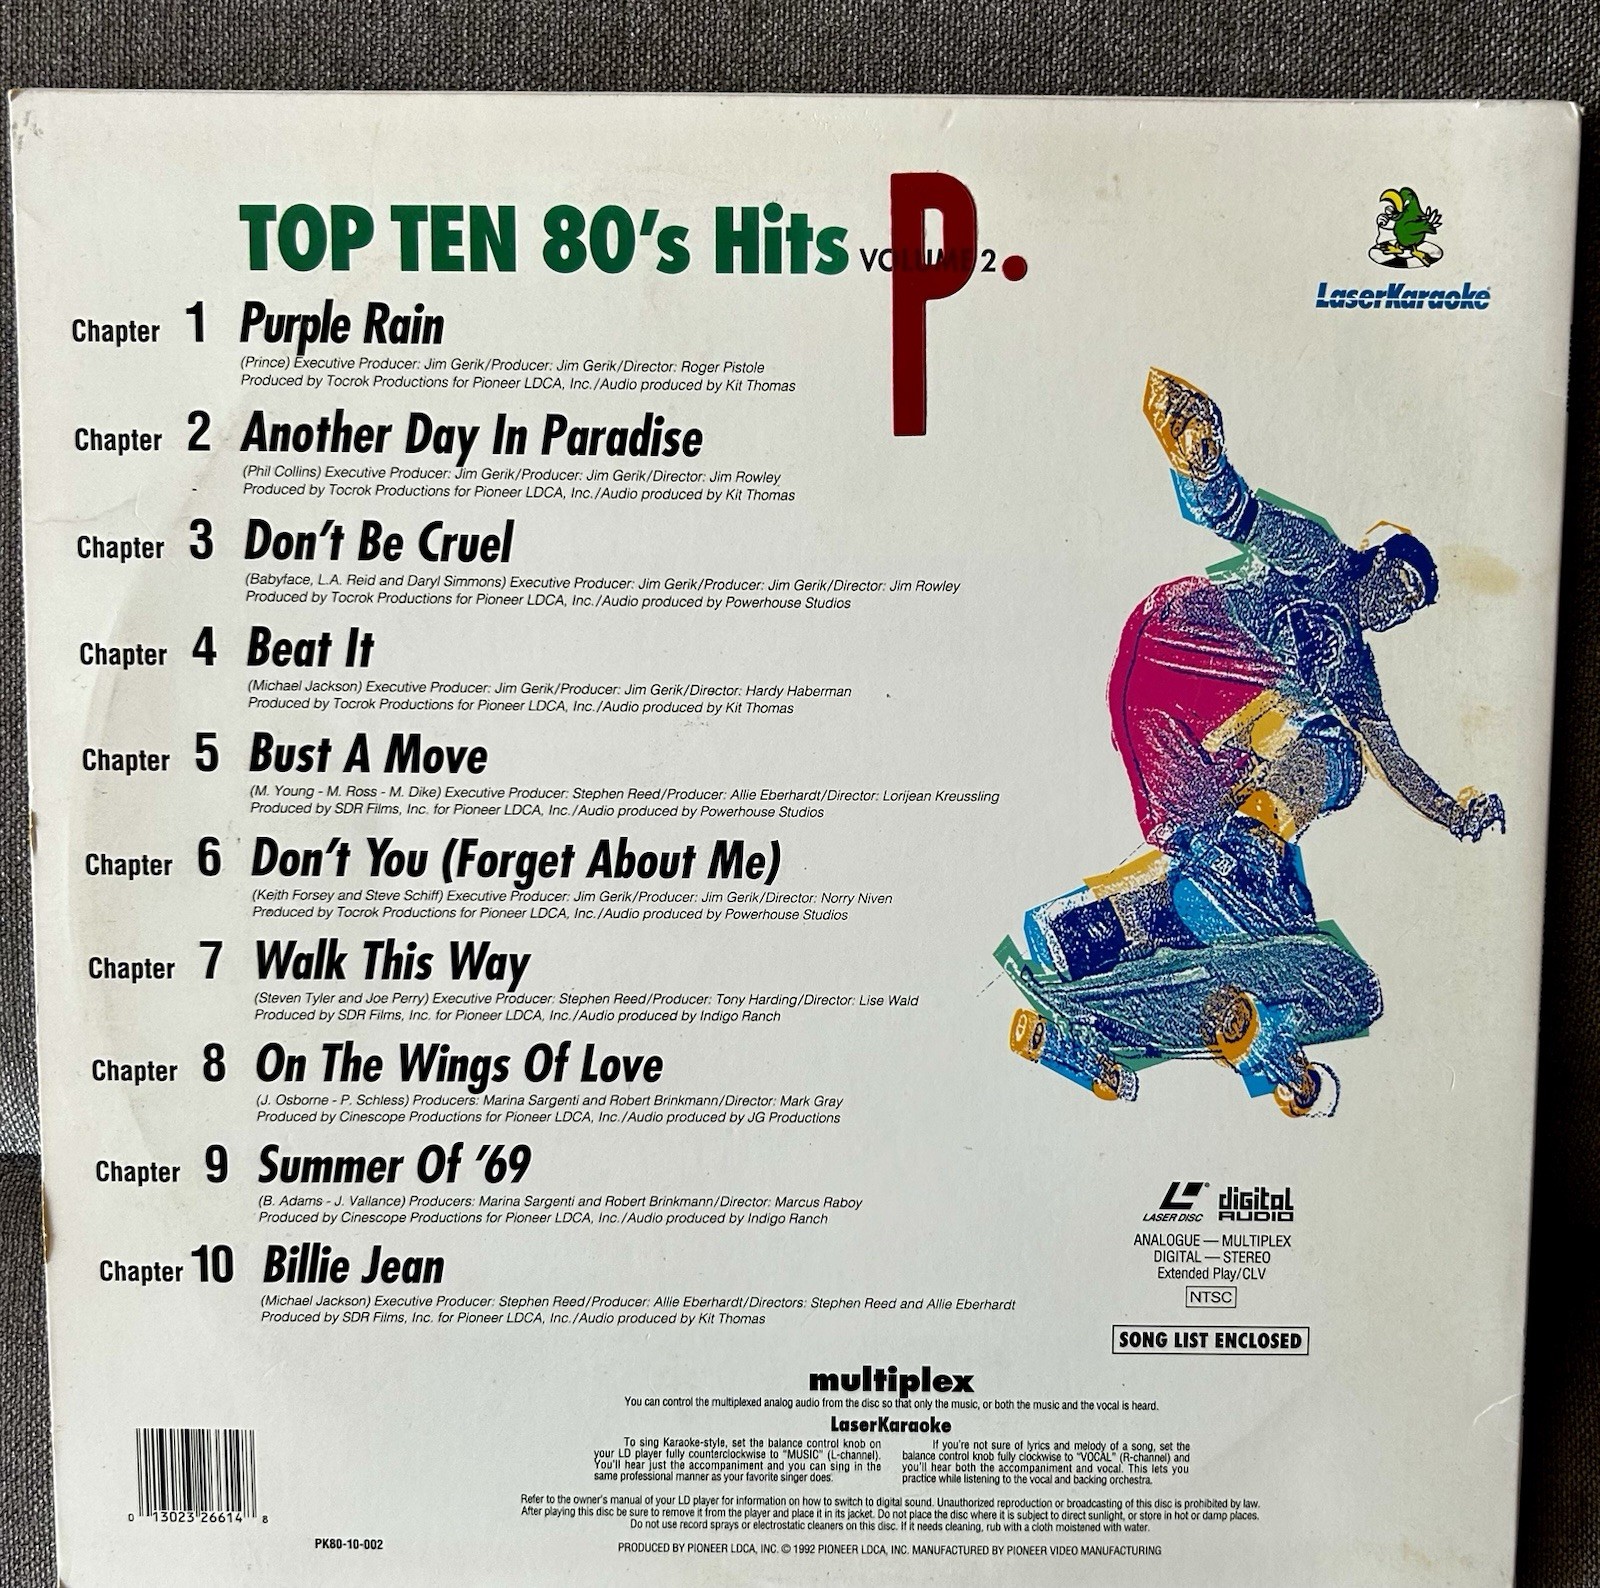 TOP TEN 80's Hits VOLUME 2
P.
LaserKaraoke
Chapter 1 Purple Rain
(Prince) Executive Producer: Jim Gerik/Producer: Jim Gerik/Director: Roger Pistole
Produced by Tocrok Productions for Pioneer LDCA, Inc./Audio produced by Kit Thomas
Chapter 2 Another Day In Paradise
(Phil Collins) Executive Producer: Jim Gerik/Producer: Jim Gerik/Director: Jim Rowley
Produced by Tocrok Productions for Pioneer LDCA, Inc./Audio produced by Kit Thomas
Chapter 3 Don't Be Cruel
(Babyface, L.A. Reid and Daryl Simmons) Executive Producer: Jim Gerik/Producer: Jim Gerik/Director: Jim Rowley
Produced by Tocrok Productions for Pioneer LDCA, Inc./Audio produced by Powerhouse Studios
Chapter 4 Beat It
(Michael Jackson) Executive Producer: Jim Gerik/Producer: Jim Gerik/Director: Hardy Haberman
Produced by Tocrok Productions for Pioneer LDCA, Inc./Audio produced by Kit Thomas
Chapter 5 Bust A Move
(M. Young - M. Ross - M. Dike) Executive Producer: Stephen Reed/Producer: Allie Eberhardt/Director: Lorijean Kreussling
Produced by SDR Films, Inc. for Pioneer LDCA, Inc./Audio produced by Powerhouse Studios
Chapter 6 Don't You (Forget About Me)
(Keith Forsey and Steve Schiff) Executive Producer: Jim Gerik/Producer: Jim Gerik/Director: Norry Niven
Produced by Tocrok Productions for Pioneer LDCA, Inc./Audio produced by Powerhouse Studios
Chapter 7 Walk This Way
(Steven Tyler and Joe Perry) Executive Producer: Stephen Reed/Producer: Tony Harding/Director: Lise Wald
Produced by SDR Films, Inc. for Pioneer LDCA, Inc./Audio produced by Indigo Ranch
Chapter 8 On The Wings Of Love
(J. Osborne - P. Schless) Producers: Marina Sargenti and Robert Brinkmann/Director: Mark Gray
Produced by Cinescope Productions for Pioneer LDCA, Inc./Audio produced by JG Productions
Chapter 9 Summer Of '69
(B. Adams - J. Vallance) Producers: Marina Sargenti and Robert Brinkmann/Director: Marcus Raboy
Produced by Cinescope Productions for Pioneer LDCA, Inc./Audio produced by Indigo Ranch
Chapter 10 Billie Jean
(Michael Jackson) Executive Producer: Stephen Reed/Producer: Allie Eberhardt/Directors: Stephen Reed and Allie Eberhardt
Produced by SDR Films, Inc. for Pioneer LDCA, Inc./Audio produced by Kit Thomas
LASER DISC
digital AUDIO
ANALOGUE — MULTIPLEX
DIGITAL — STEREO
Extended Play/CLV
NTSC
SONG LIST ENCLOSED
multiplex
You can control the multiplexed analog audio from the disc so that only the music, or both the music and the vocal is heard.
LaserKaraoke
To sing Karaoke-style, set the balance control knob on
your LD player fully counterclockwise to "MUSIC" (L-channel).
You'll hear just the accompaniment and you can sing in the
same professional manner as your favorite singer does.
If you're not sure of lyrics and melody of a song, set the
balance control knob fully clockwise to "VOCAL" (R-channel) and
you'll hear both the accompaniment and vocal. This lets you
practice while listening to the vocal and backing orchestra.
Refer to the owner's manual of your LD player for information on how to switch to digital sound. Unauthorized reproduction or broadcasting of this disc is prohibited by law.
After playing this disc be sure to remove it from the player and place it in its jacket. Do not place the disc where it is subject to direct sunlight, or store in hot or damp places.
Do not use record sprays or electrostatic cleaners on this disc. If it needs cleaning, rub with a cloth moistened with water.
PRODUCED BY PIONEER LDCA, INC. © 1992 PIONEER LDCA, INC. MANUFACTURED BY PIONEER VIDEO MANUFACTURING
0 13023 26614 8
PK80-10-002